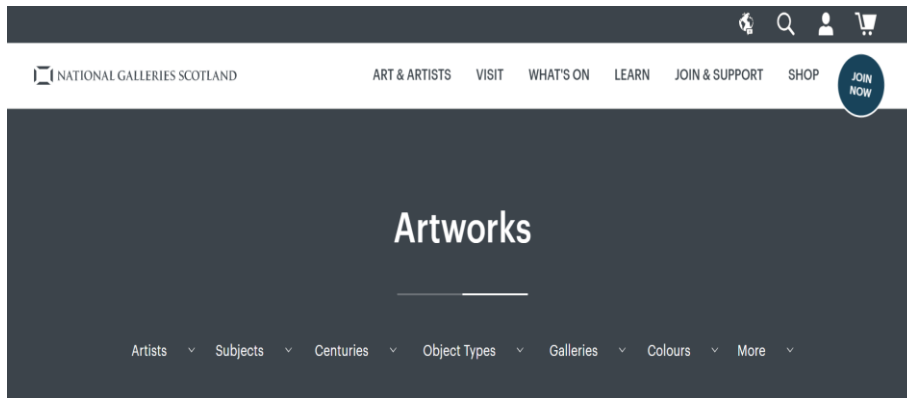 NATIONAL GALLERIES SCOTLAND ART & ARTISTS VISIT WHAT'S ON LEARN JOIN & SUPPORT SHOP JOIN NOW
Artworks
Artists Subjects Centuries Object Types Galleries Colours More